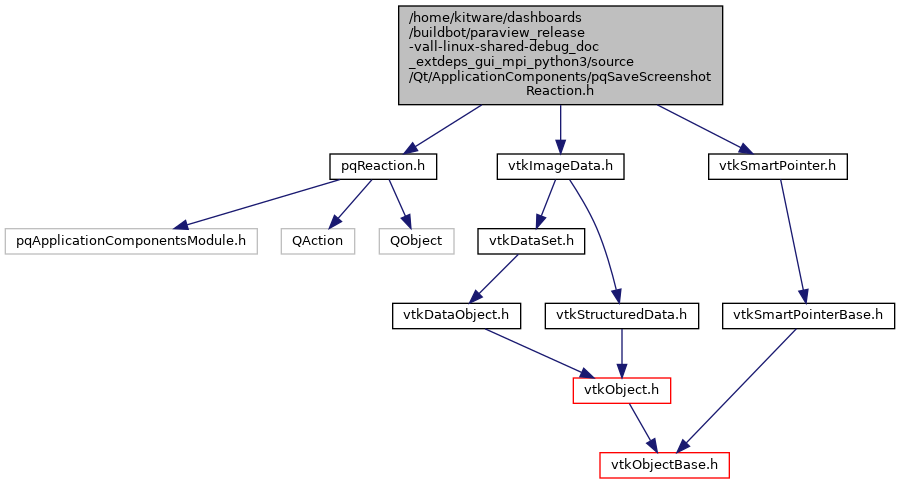 /home/kitware/dashboards
/buildbot/paraview_release
-vall-linux-shared-debug_doc
_extdeps_gui_mpi_python3/source
/Qt/ApplicationComponents/pqSaveScreenshot
Reaction.h
pqReaction.h
vtkImageData.h
vtkSmartPointer.h
pqApplicationComponentsModule.h
QAction
QObject
vtkDataSet.h
vtkDataObject.h
vtkStructuredData.h
vtkSmartPointerBase.h
vtkObject.h
vtkObjectBase.h